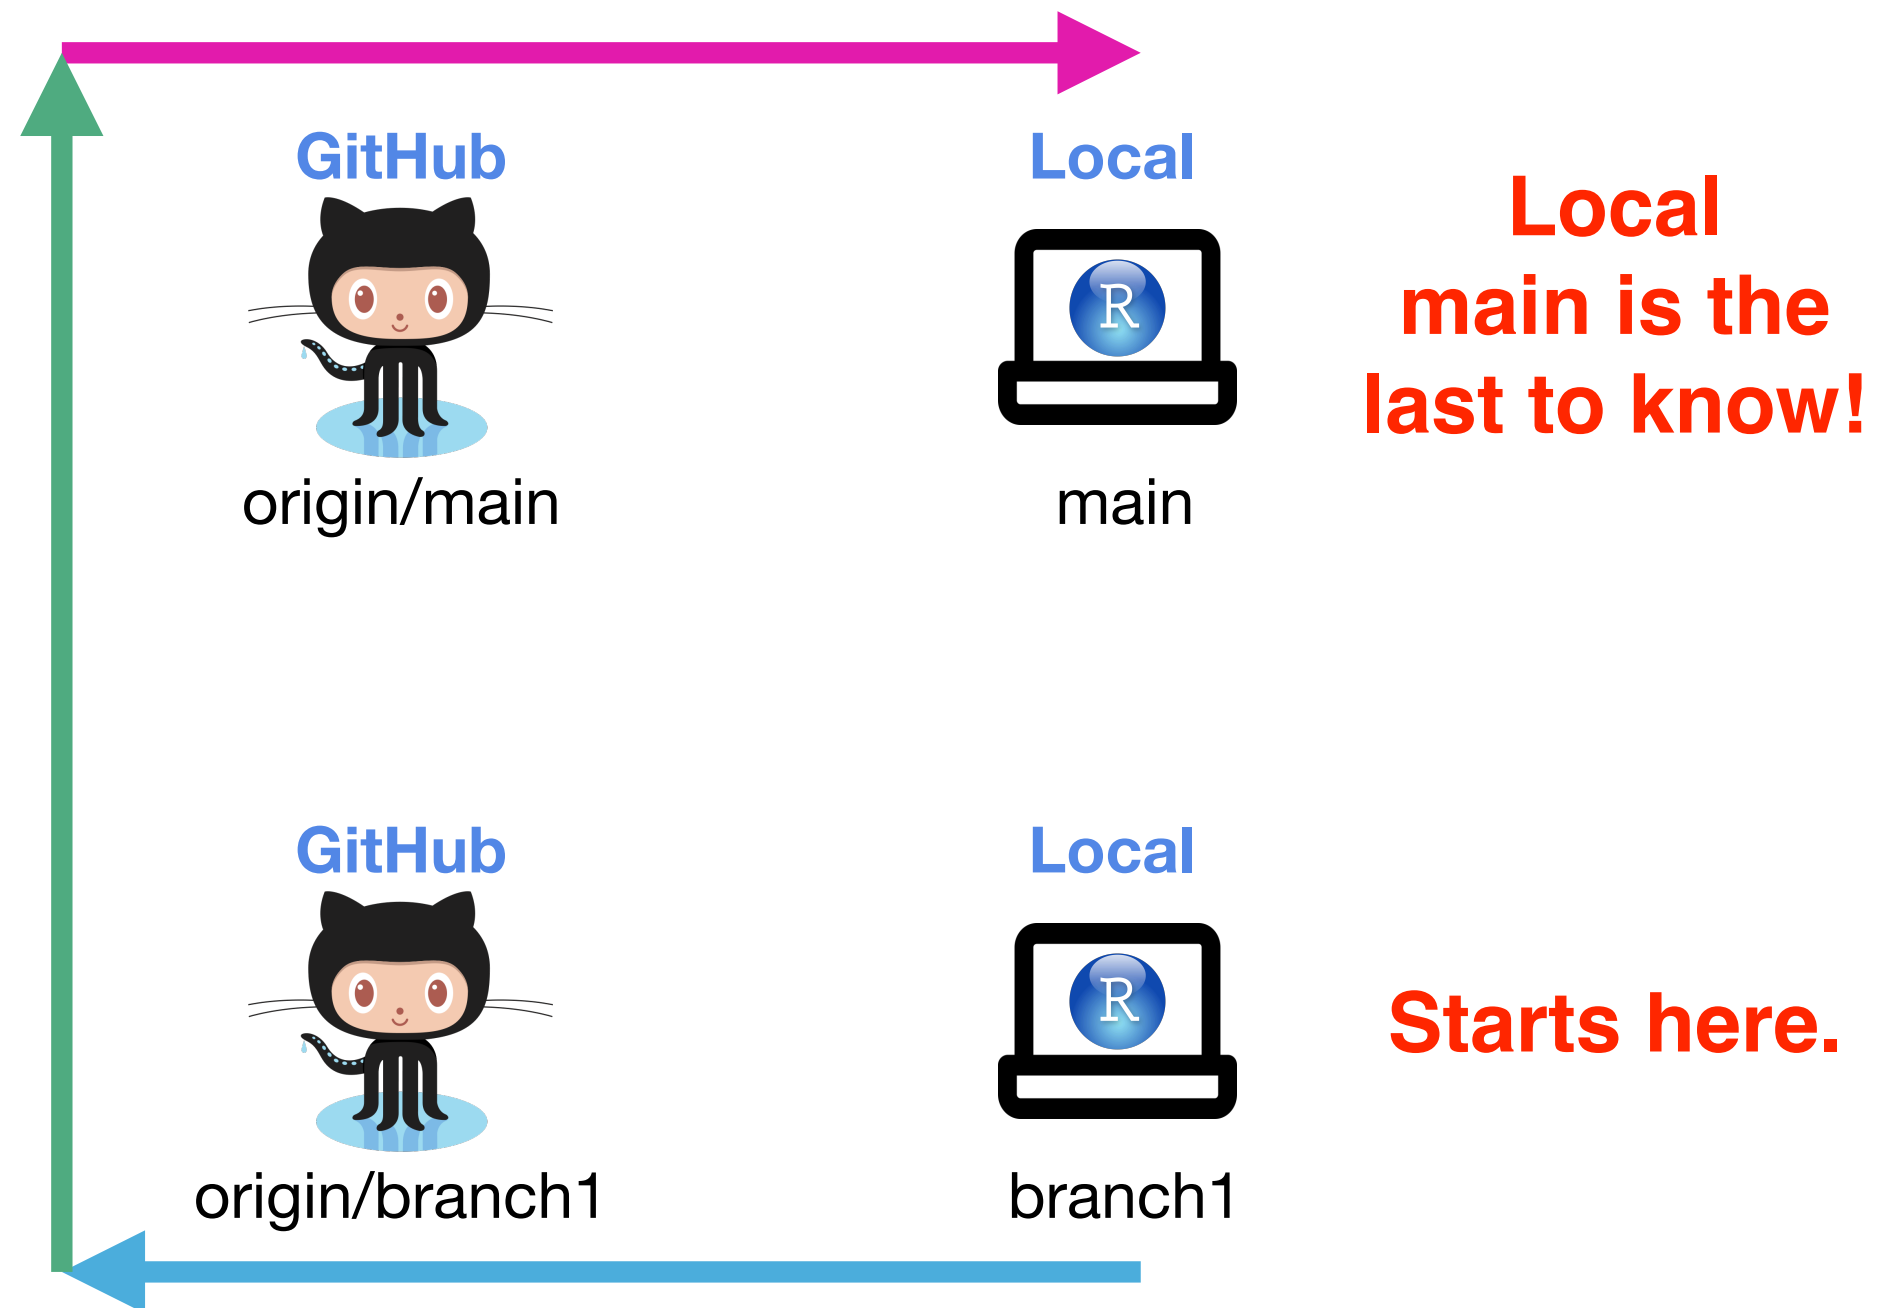 GitHub
Local
R
Local
main is the
last to know!
origin/main
main
GitHub
Local
R
Starts here.
origin/branch1
branch1